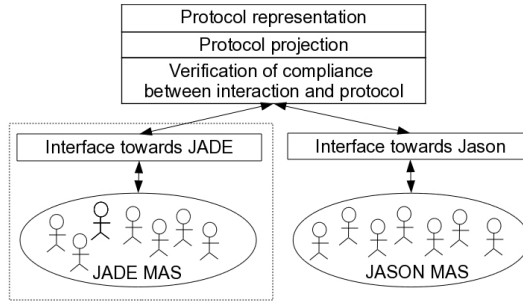 Protocol representation
Protocol projection
Verification of compliance
between interaction and protocol
Interface towards JADE
Interface towards Jason
JADE MAS
JASON MAS